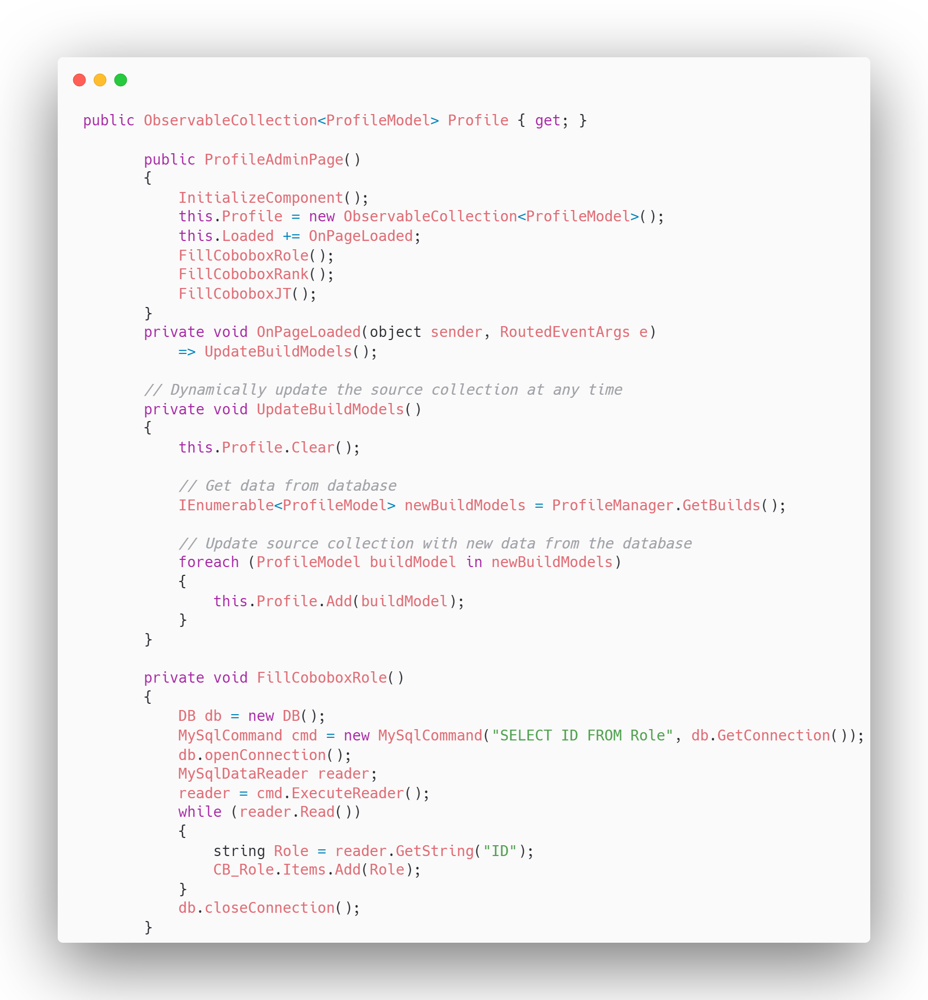 public ObservableCollection<ProfileModel> Profile { get; }
public ProfileAdminPage()
{
InitializeComponent();
this.Profile = new ObservableCollection<ProfileModel>();
this.Loaded += OnPageLoaded;
FillCoboboxRole();
FillCoboboxRank();
FillCoboboxJT();
}
private void OnPageLoaded(object sender, RoutedEventArgs e)
=> UpdateBuildModels();
// Dynamically update the source collection at any time
private void UpdateBuildModels()
{
this.Profile.Clear();
// Get data from database
IEnumerable<ProfileModel> newBuildModels = ProfileManager.GetBuilds();
// Update source collection with new data from the database
foreach (ProfileModel buildModel in newBuildModels)
{
this.Profile.Add(buildModel);
}
}
private void FillCoboboxRole()
{
DB db = new DB();
MySqlCommand cmd = new MySqlCommand("SELECT ID FROM Role", db.GetConnection());
db.openConnection();
MySqlDataReader reader;
reader = cmd.ExecuteReader();
while (reader.Read())
{
string Role = reader.GetString("ID");
CB_Role.Items.Add(Role);
}
db.closeConnection();
}